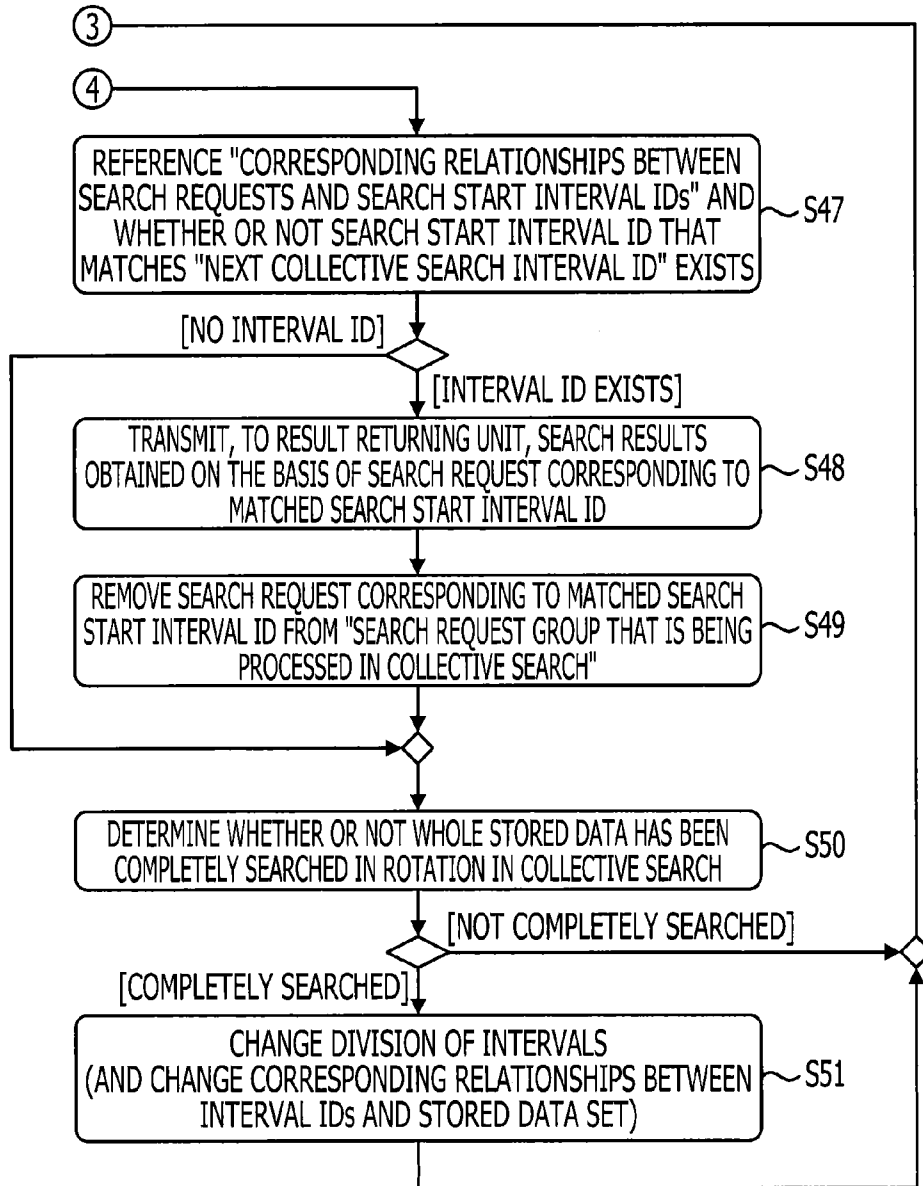 3
4
REFERENCE "CORRESPONDING RELATIONSHIPS BETWEEN
SEARCH REQUESTS AND SEARCH START INTERVAL IDs" AND
WHETHER OR NOT SEARCH START INTERVAL ID THAT
MATCHES "NEXT COLLECTIVE SEARCH INTERVAL ID" EXISTS
S47
[NO INTERVAL ID]
[INTERVAL ID EXISTS]
TRANSMIT, TO RESULT RETURNING UNIT, SEARCH RESULTS
OBTAINED ON THE BASIS OF SEARCH REQUEST CORRESPONDING TO
MATCHED SEARCH START INTERVAL ID
S48
REMOVE SEARCH REQUEST CORRESPONDING TO MATCHED SEARCH
START INTERVAL ID FROM "SEARCH REQUEST GROUP THAT IS BEING
PROCESSED IN COLLECTIVE SEARCH"
S49
DETERMINE WHETHER OR NOT WHOLE STORED DATA HAS BEEN
COMPLETELY SEARCHED IN ROTATION IN COLLECTIVE SEARCH
S50
[NOT COMPLETELY SEARCHED]
[COMPLETELY SEARCHED]
CHANGE DIVISION OF INTERVALS
(AND CHANGE CORRESPONDING RELATIONSHIPS BETWEEN
INTERVAL IDs AND STORED DATA SET)
S51